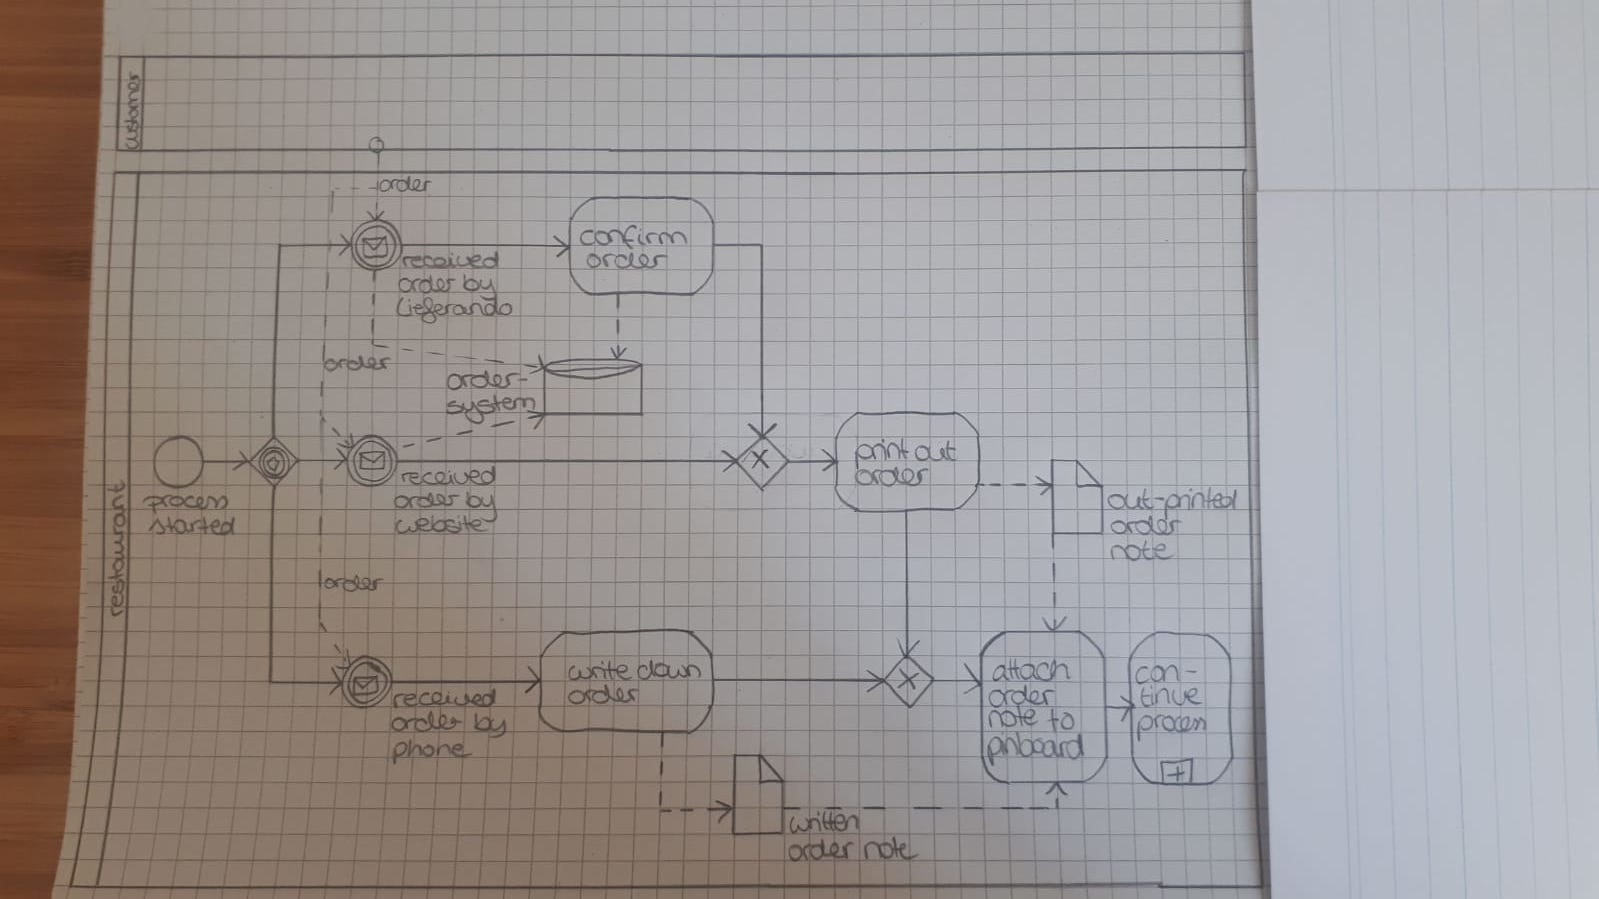 customer
order
confirm
order
received
order by
Lieferando
order
order-
system
print out
order
received
order by
website
process
started
out-printed
order
note
restaurant
order
write down
order
attach
order
note to
pinboard
con-
tinue
process
received
order by
phone
written
order note